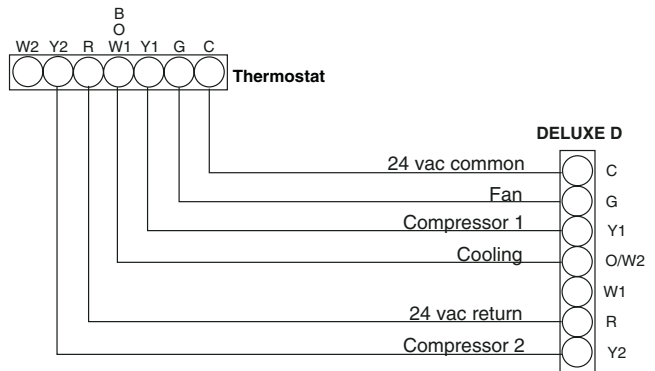 B
O
W2 Y2 R W1 Y1 G C
Thermostat
DELUXE D
24 vac common C
Fan G
Compressor 1 Y1
Cooling O/W2
W1
24 vac return R
Compressor 2 Y2